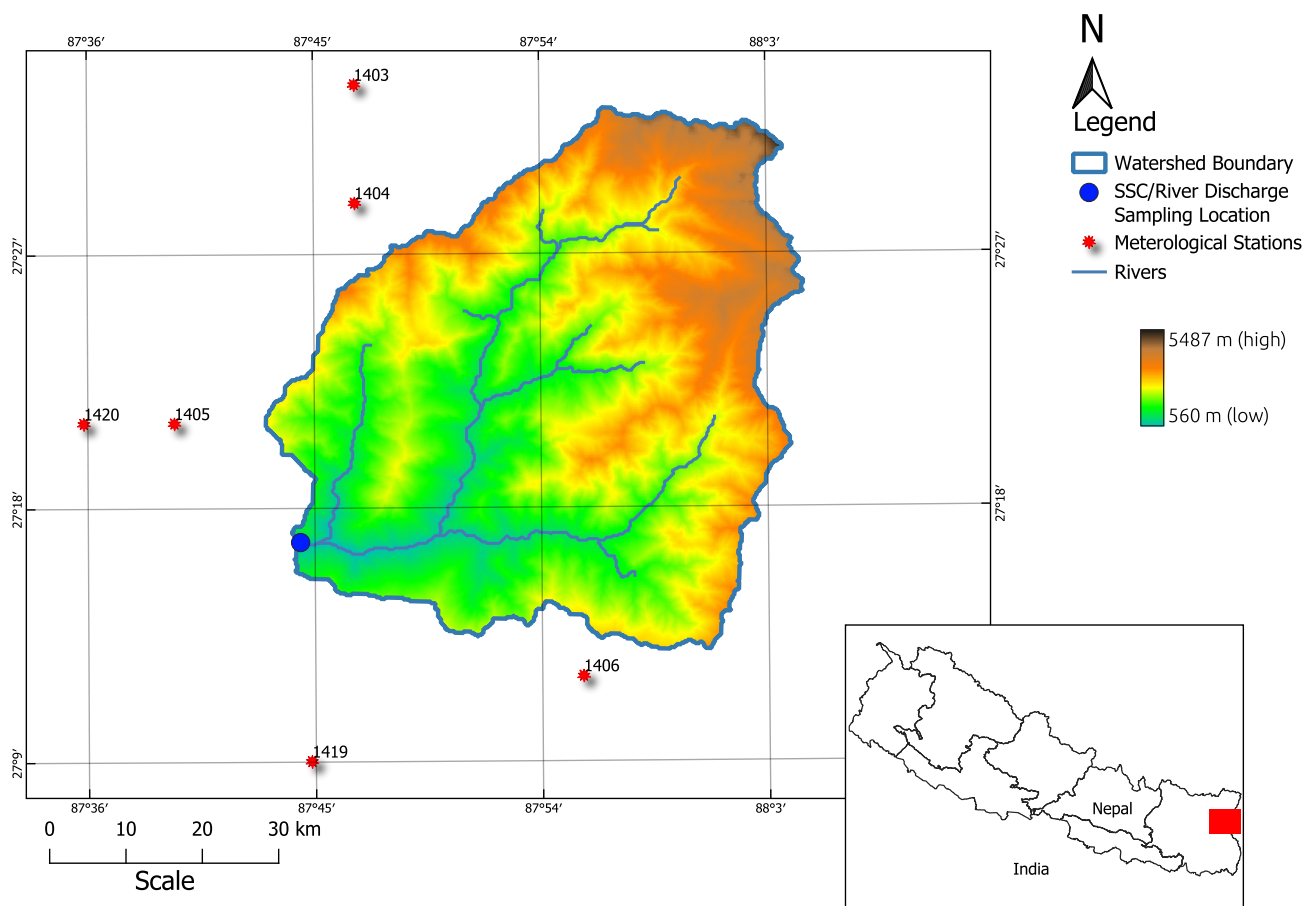 87°36′
87°45′
87°54′
88°3′
N
1403
Legend
Watershed Boundary
SSC/River Discharge
Sampling Location
Meterological Stations
Rivers
1404
27°27′
27°27′
5487 m (high)
560 m (low)
1420
1405
27°18′
27°18′
1406
1419
27°9′
87°36′
87°45′
87°54′
88°3′
0 10 20 30 km
Scale
Nepal
India